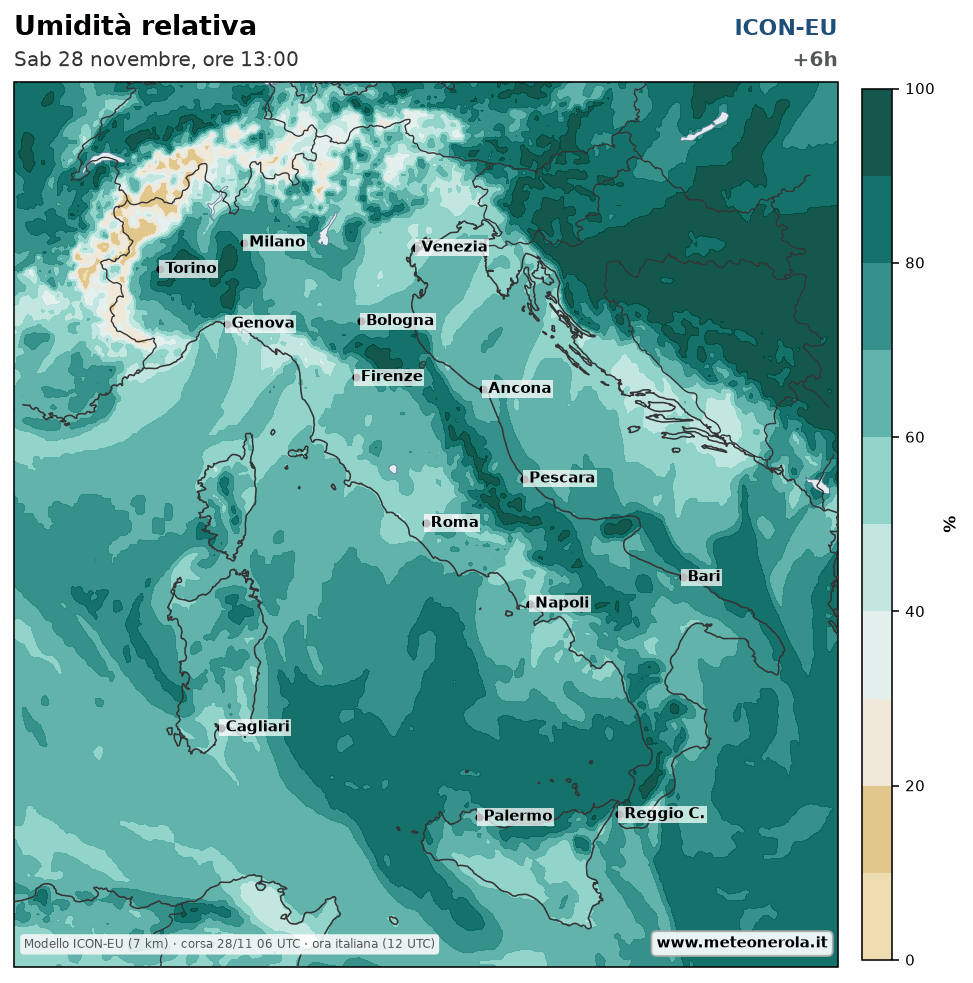 Umidità relativa
ICON-EU
Sab 28 novembre, ore 13:00
+6h
100
80
60
40
20
0
%
Milano
Venezia
Torino
Genova
Bologna
Firenze
Ancona
Pescara
Roma
Bari
Napoli
Cagliari
Palermo
Reggio C.
Modello ICON-EU (7 km) · corsa 28/11 06 UTC · ora italiana (12 UTC)
www.meteonerola.it